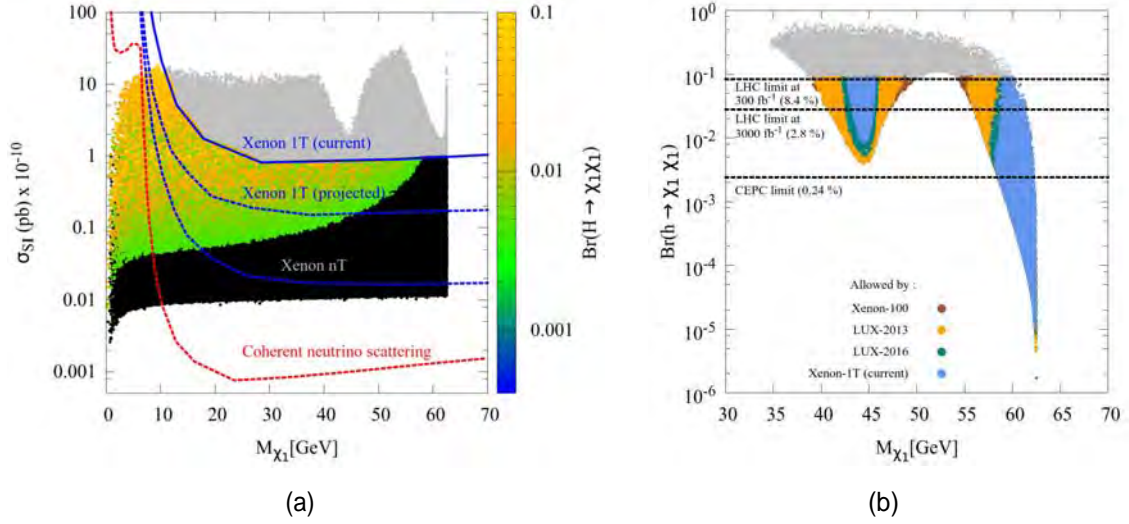 100
10
1
0.1
0.01
0.001
σSI (pb) x 10⁻¹⁰
Xenon 1T (current)
Xenon 1T (projected)
Xenon nT
Coherent neutrino scattering
0 10 20 30 40 50 60 70
Mχ₁[GeV]
0.1
0.01
0.001
Br(H → χ₁χ₁)
(a)
10⁰
10⁻¹
10⁻²
10⁻³
10⁻⁴
10⁻⁵
10⁻⁶
Br(h → χ₁ χ₁)
LHC limit at
300 fb⁻¹ (8.4 %)
LHC limit at
3000 fb⁻¹ (2.8 %)
CEPC limit (0.24 %)
Allowed by :
Xenon-100
LUX-2013
LUX-2016
Xenon-1T (current)
30 40 45 50 55 60 65 70
Mχ₁[GeV]
(b)